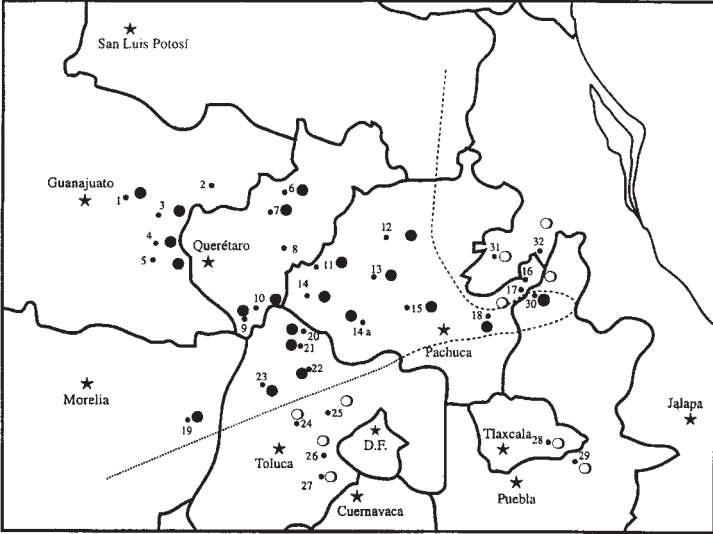 San Luis Potosí
Guanajuato
1
2
3
4
5
Querétaro
6
7
8
9
10
11
12
13
14
14 a
15
Pachuca
16
17
18
30
31
32
Morelia
19
20
21
22
23
24
25
26
27
Toluca
D.F.
Cuernavaca
Tlaxcala
28
29
Puebla
Jalapa